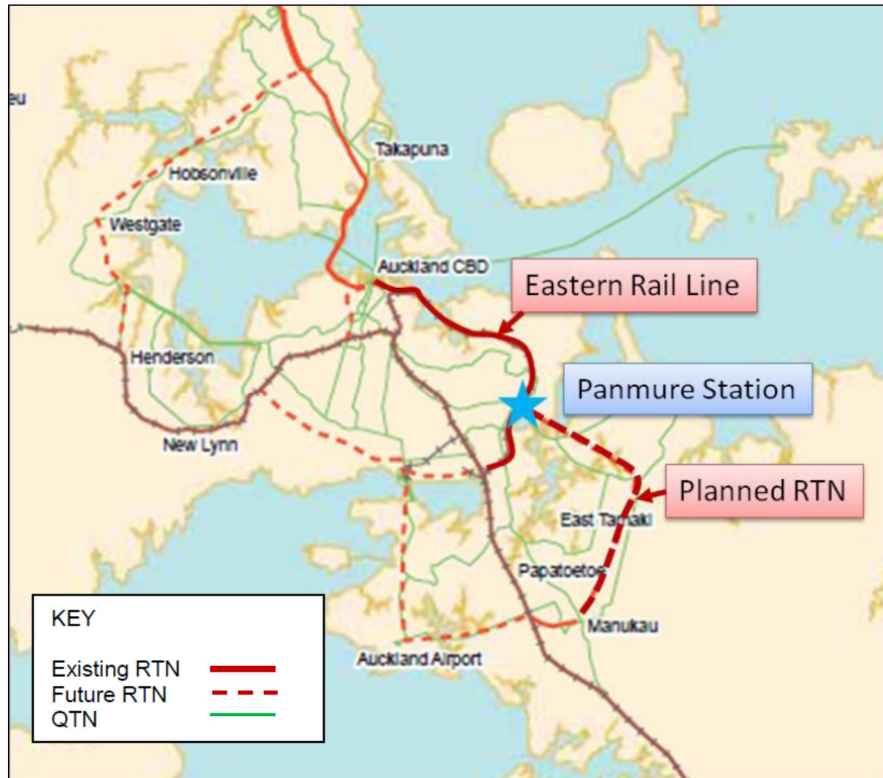 eu
Takapuna
Hobsonville
Westgate
Auckland CBD
Eastern Rail Line
Henderson
Panmure Station
New Lynn
Planned RTN
East Tamaki
Papatoetoe
Manukau
Auckland Airport
KEY
Existing RTN
Future RTN
QTN